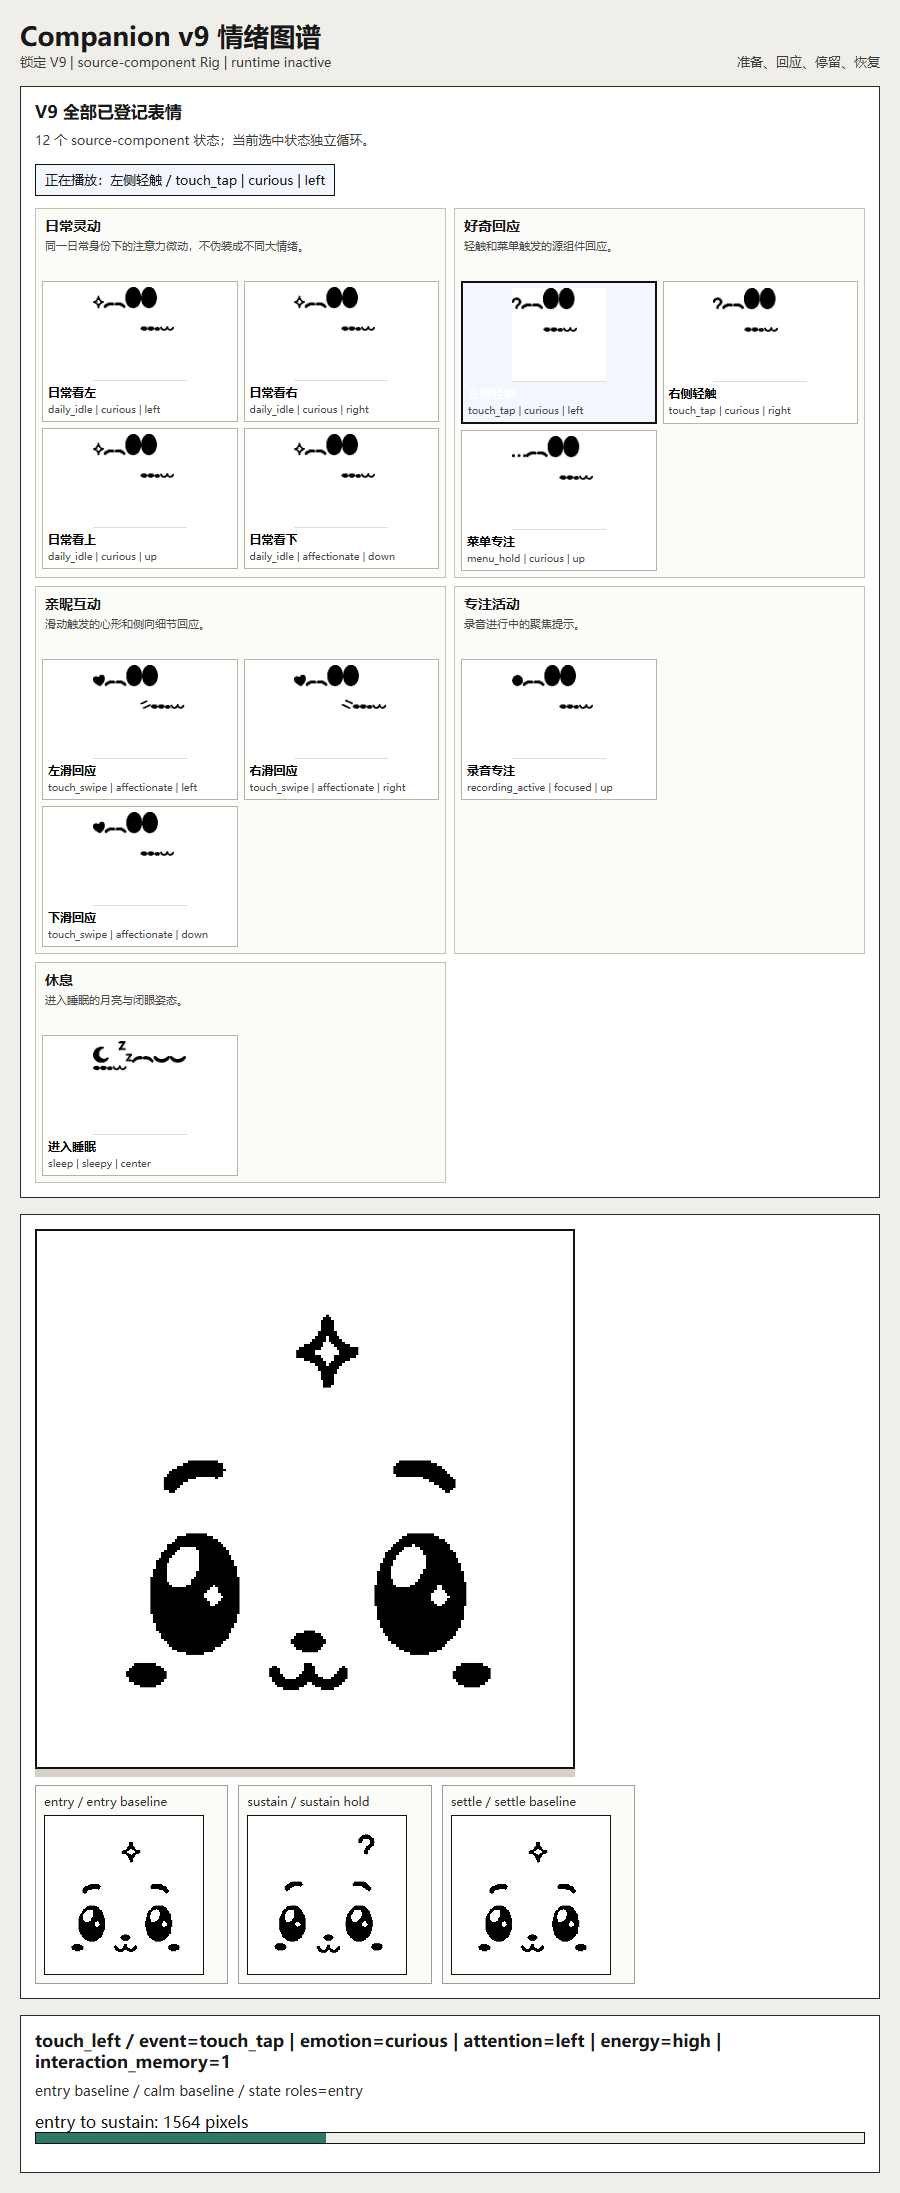 Companion v9 情绪图谱
锁定 V9 | source-component Rig | runtime inactive
准备、回应、停留、恢复
V9 全部已登记表情
12 个 source-component 状态；当前选中状态独立循环。
正在播放：左侧轻触 / touch_tap | curious | left
日常灵动
同一日常身份下的注意力微动，不伪装成不同大情绪。
日常看左
daily_idle | curious | left
日常看右
daily_idle | curious | right
日常看上
daily_idle | curious | up
日常看下
daily_idle | affectionate | down
好奇回应
轻触和菜单触发的源组件回应。
?
左侧轻触
touch_tap | curious | left
?
右侧轻触
touch_tap | curious | right
...
菜单专注
menu_hold | curious | up
亲昵互动
滑动触发的心形和侧向细节回应。
左滑回应
touch_swipe | affectionate | left
右滑回应
touch_swipe | affectionate | right
下滑回应
touch_swipe | affectionate | down
专注活动
录音进行中的聚焦提示。
录音专注
recording_active | focused | up
休息
进入睡眠的月亮与闭眼姿态。
z
z
进入睡眠
sleep | sleepy | center
entry / entry baseline
sustain / sustain hold
?
settle / settle baseline
touch_left / event=touch_tap | emotion=curious | attention=left | energy=high |
interaction_memory=1
entry baseline / calm baseline / state roles=entry
entry to sustain: 1564 pixels